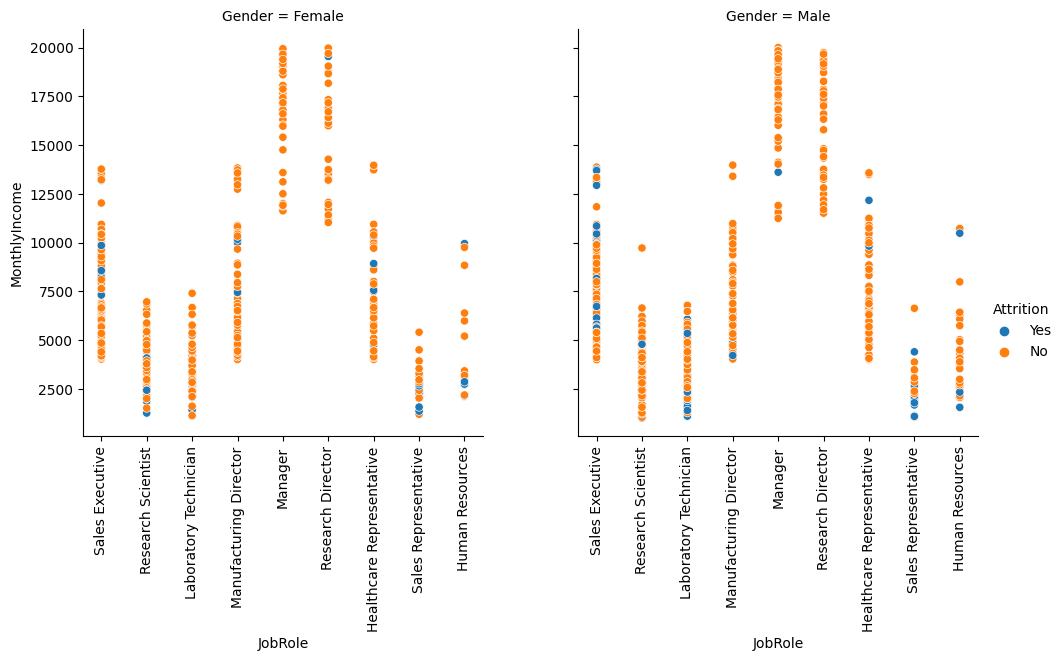 Gender = Female
Gender = Male
MonthlyIncome
20000
17500
15000
12500
10000
7500
5000
2500
Sales Executive
Research Scientist
Laboratory Technician
Manufacturing Director
Manager
Research Director
Healthcare Representative
Sales Representative
Human Resources
JobRole
Sales Executive
Research Scientist
Laboratory Technician
Manufacturing Director
Manager
Research Director
Healthcare Representative
Sales Representative
Human Resources
JobRole
Attrition
Yes
No